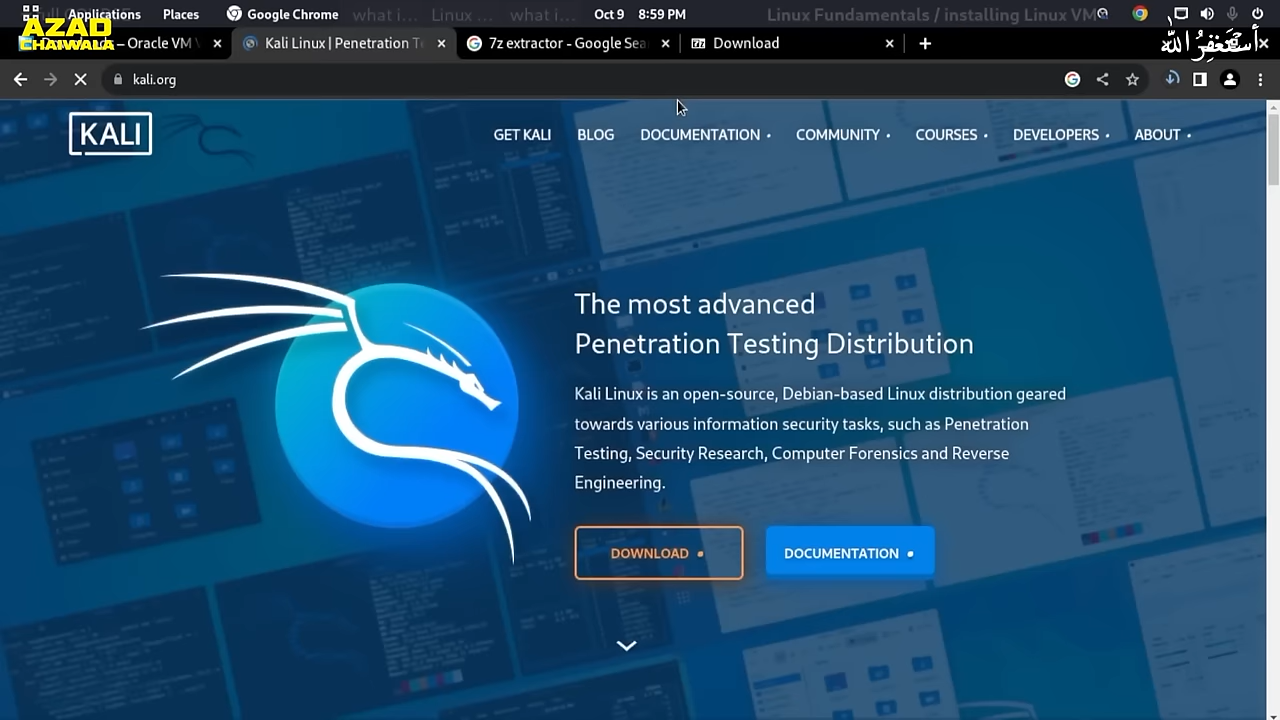 Applications Places Google Chrome what i... Linux ... what i... Oct 9 8:59 PM Linux Fundamentals / installing Linux VM
AZAD
CHAIWALA
– Oracle VM V
Kali Linux | Penetration Te
7z extractor - Google Sea
Download
أستغفر الله
kali.org
KALI
GET KALI BLOG DOCUMENTATION COMMUNITY COURSES DEVELOPERS ABOUT
The most advanced
Penetration Testing Distribution
Kali Linux is an open-source, Debian-based Linux distribution geared
towards various information security tasks, such as Penetration
Testing, Security Research, Computer Forensics and Reverse
Engineering.
DOWNLOAD DOCUMENTATION